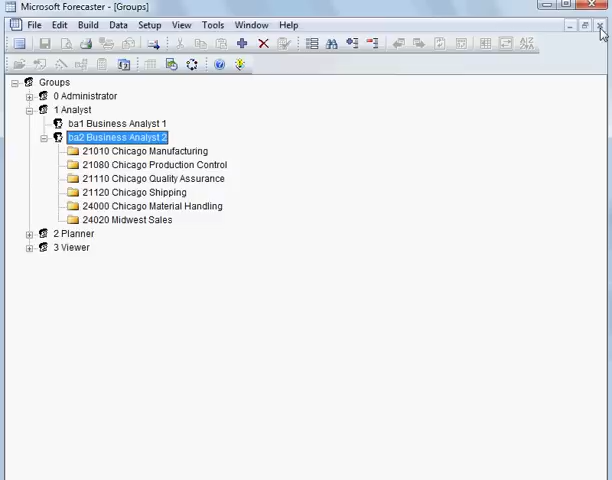 Microsoft Forecaster - [Groups]
File Edit Build Data Setup View Tools Window Help
Groups
0 Administrator
1 Analyst
ba1 Business Analyst 1
ba2 Business Analyst 2
21010 Chicago Manufacturing
21080 Chicago Production Control
21110 Chicago Quality Assurance
21120 Chicago Shipping
24000 Chicago Material Handling
24020 Midwest Sales
2 Planner
3 Viewer